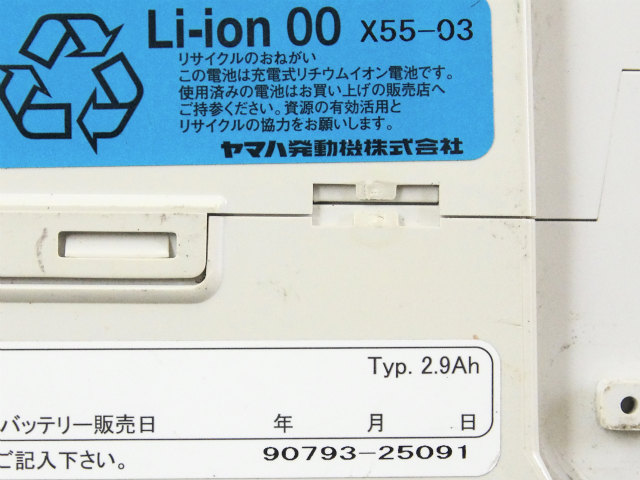 Li-ion 00 X55-03
リサイクルのおねがい
この電池は充電式リチウムイオン電池です。
使用済みの電池はお買い上げの販売店へ
ご持参ください。資源の有効活用と
リサイクルの協力をお願いします。
ヤマハ発動機株式会社
Typ. 2.9Ah
バッテリー販売日 年 月 日
ご記入下さい。 90793-25091